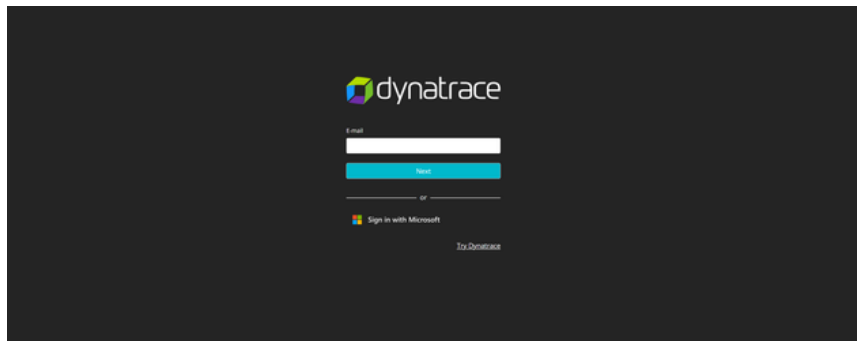 dynatrace
E-mail
Next
or
Sign in with Microsoft
Try Dynatrace